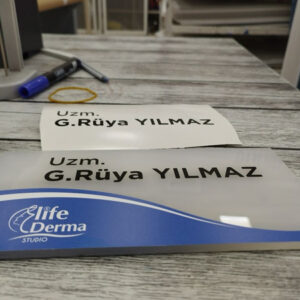 Uzm.
G.Rüya YILMAZ
Uzm.
G.Rüya YILMAZ
life
Derma
STUDIO